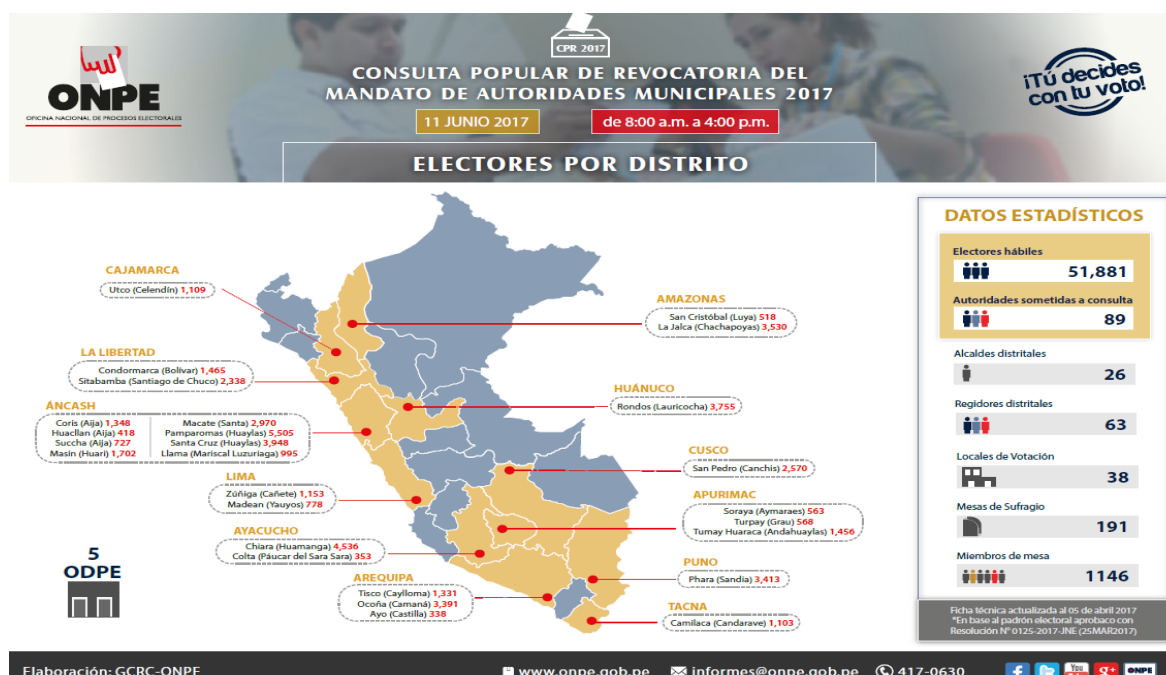 CPR 2017
ONPE
OFICINA NACIONAL DE PROCESOS ELECTORALES
CONSULTA POPULAR DE REVOCATORIA DEL
MANDATO DE AUTORIDADES MUNICIPALES 2017
11 JUNIO 2017
de 8:00 a.m. a 4:00 p.m.
¡Tú decides
con tu voto!
ELECTORES POR DISTRITO
CAJAMARCA
Utco (Celendín) 1,109
LA LIBERTAD
Condormarca (Bolívar) 1,465
Sitabamba (Santiago de Chuco) 2,338
ÁNCASH
Coris (Aija) 1,348
Huacllan (Aija) 418
Succha (Aija) 727
Masín (Huari) 1,702
Macate (Santa) 2,970
Pamparomas (Huaylas) 5,505
Santa Cruz (Huaylas) 3,948
Llama (Mariscal Luzuriaga) 995
LIMA
Zúñiga (Cañete) 1,153
Madean (Yauyos) 778
AYACUCHO
Chiara (Huamanga) 4,536
Colta (Páucar del Sara Sara) 353
AREQUIPA
Tisco (Caylloma) 1,331
Ocoña (Camaná) 3,391
Ayo (Castilla) 338
5
ODPE
AMAZONAS
San Cristóbal (Luya) 518
La Jalca (Chachapoyas) 3,530
HUÁNUCO
Rondos (Lauricocha) 3,755
CUSCO
San Pedro (Canchis) 2,570
APURIMAC
Soraya (Aymaraes) 563
Turpay (Grau) 568
Tumay Huaraca (Andahuaylas) 1,456
PUNO
Phara (Sandia) 3,413
TACNA
Camilaca (Candarave) 1,103
DATOS ESTADÍSTICOS
Electores hábiles
51,881
Autoridades sometidas a consulta
89
Alcaldes distritales
26
Regidores distritales
63
Locales de Votación
38
Mesas de Sufragio
191
Miembros de mesa
1146
Ficha técnica actualizada al 05 de abril 2017
*En base al padrón electoral aprobaco con
Resolución N° 0125-2017-JNE (25MAR2017)
Elaboración: GCRC-ONPE
www.onpe.gob.pe
informes@onpe.gob.pe
417-0630
You
ONPE